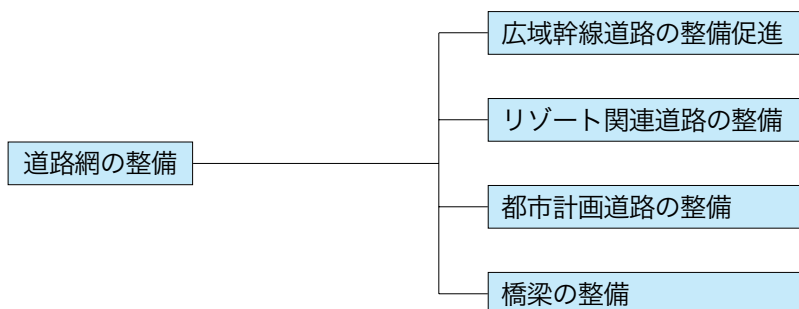 広域幹線道路の整備促進
リゾート関連道路の整備
道路網の整備
都市計画道路の整備
橋梁の整備